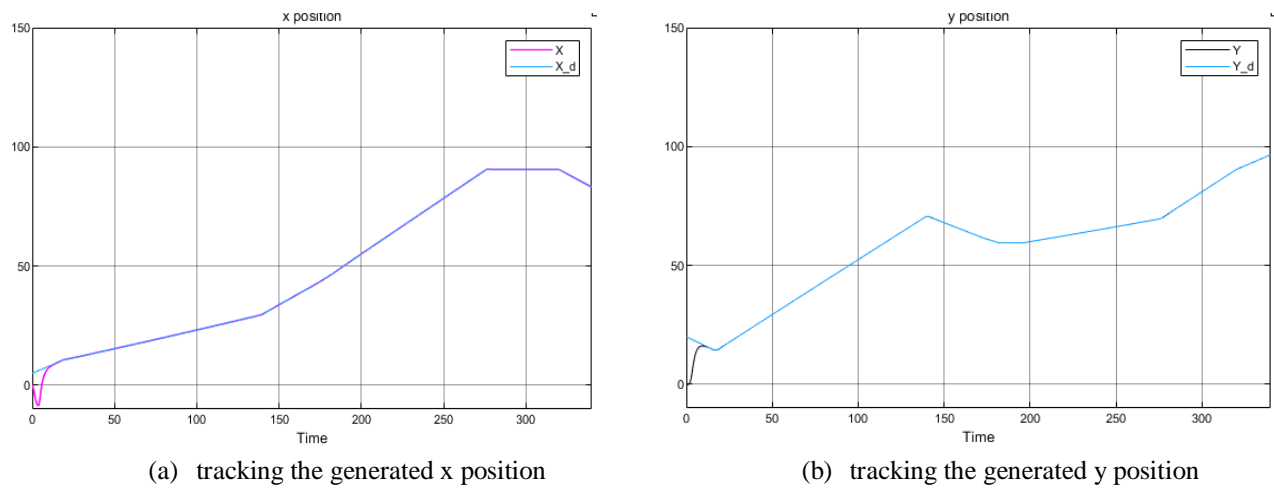 x position
150
100
50
0
X
X_d
0 50 100 150 200 250 300
Time
(a) tracking the generated x position
y position
150
100
50
0
Y
Y_d
0 50 100 150 200 250 300
Time
(b) tracking the generated y position